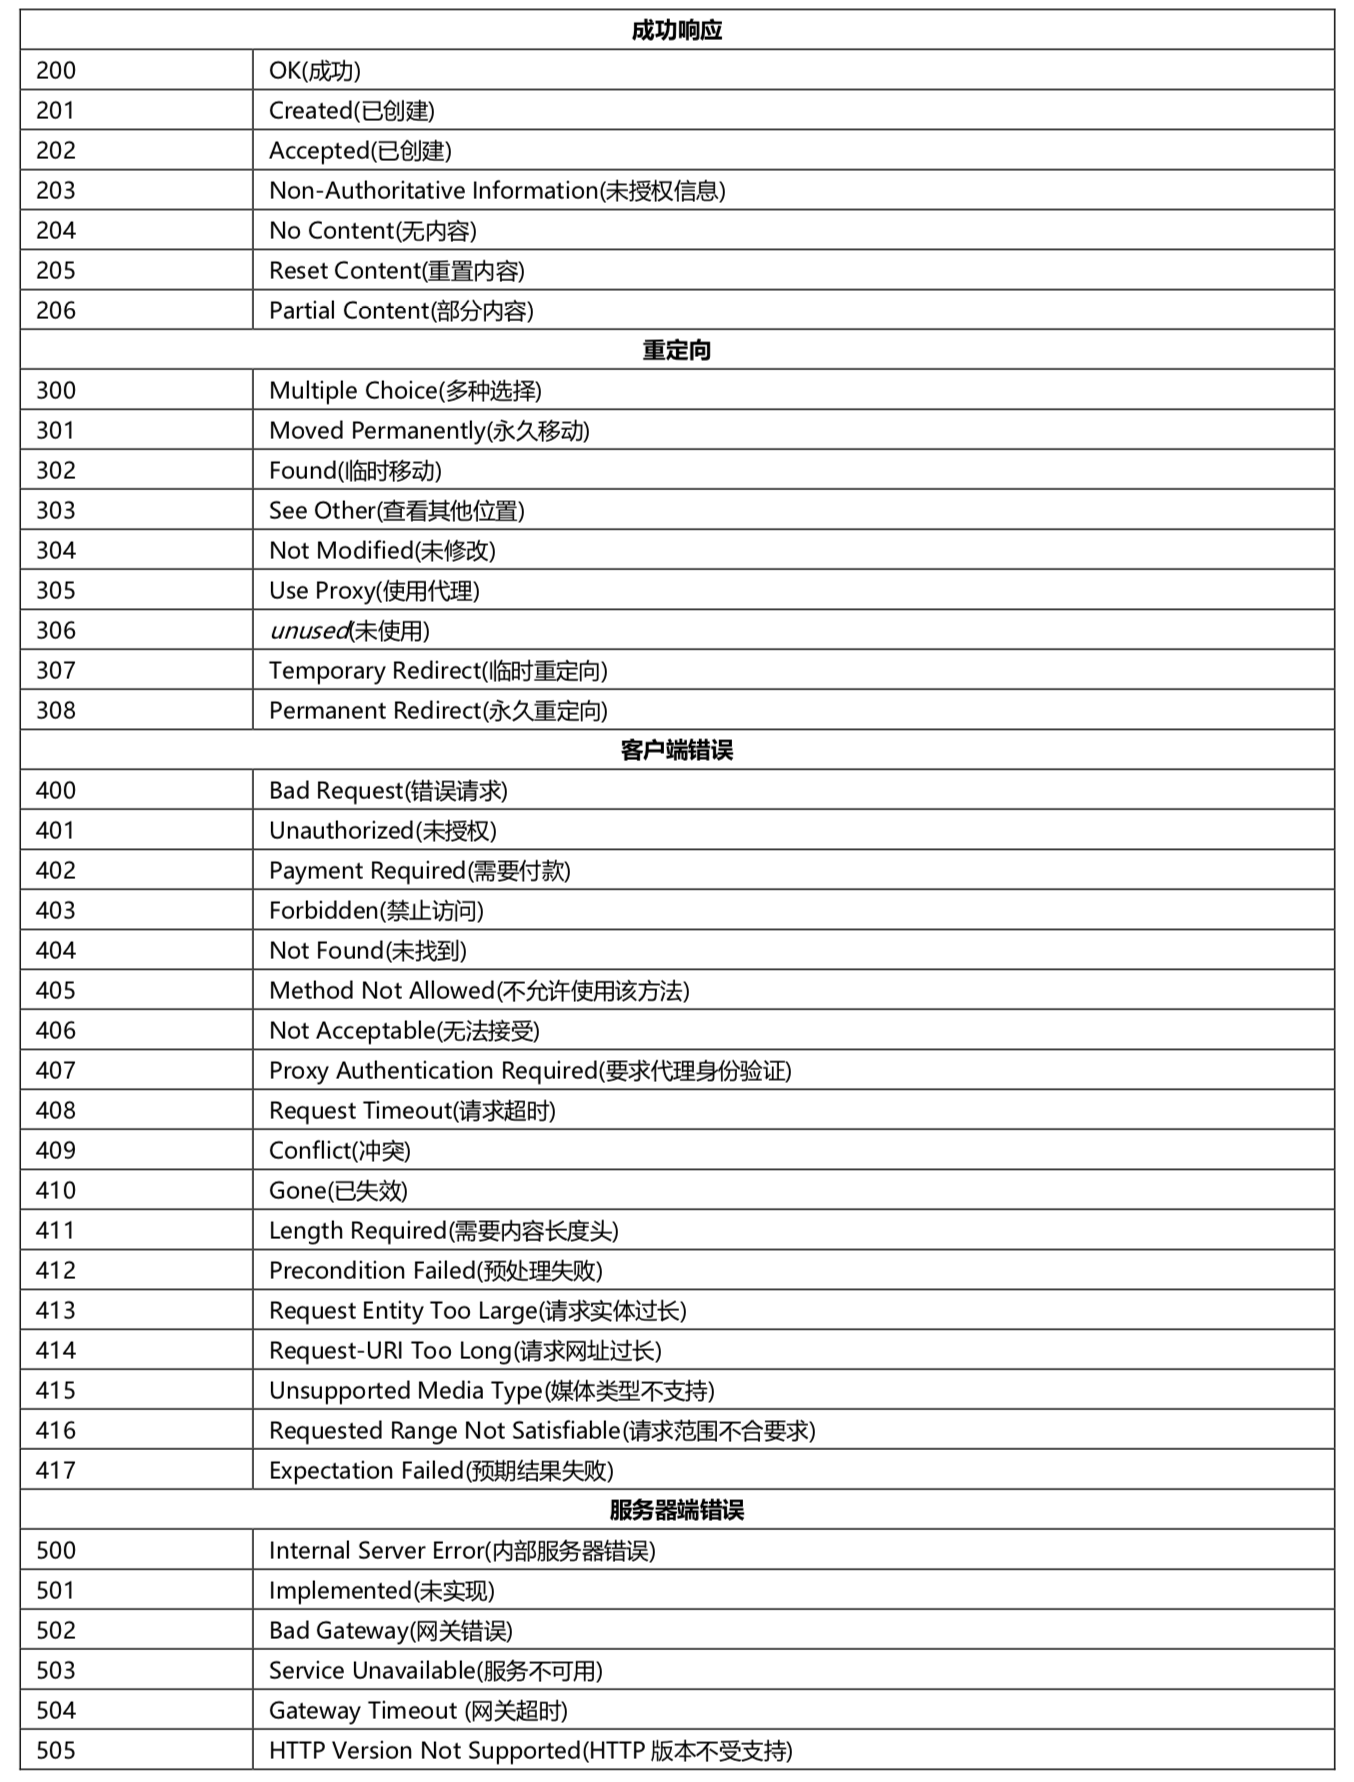 成功响应
200 OK(成功)
201 Created(已创建)
202 Accepted(已创建)
203 Non-Authoritative Information(未授权信息)
204 No Content(无内容)
205 Reset Content(重置内容)
206 Partial Content(部分内容)
重定向
300 Multiple Choice(多种选择)
301 Moved Permanently(永久移动)
302 Found(临时移动)
303 See Other(查看其他位置)
304 Not Modified(未修改)
305 Use Proxy(使用代理)
306 unused(未使用)
307 Temporary Redirect(临时重定向)
308 Permanent Redirect(永久重定向)
客户端错误
400 Bad Request(错误请求)
401 Unauthorized(未授权)
402 Payment Required(需要付款)
403 Forbidden(禁止访问)
404 Not Found(未找到)
405 Method Not Allowed(不允许使用该方法)
406 Not Acceptable(无法接受)
407 Proxy Authentication Required(要求代理身份验证)
408 Request Timeout(请求超时)
409 Conflict(冲突)
410 Gone(已失效)
411 Length Required(需要内容长度头)
412 Precondition Failed(预处理失败)
413 Request Entity Too Large(请求实体过长)
414 Request-URI Too Long(请求网址过长)
415 Unsupported Media Type(媒体类型不支持)
416 Requested Range Not Satisfiable(请求范围不合要求)
417 Expectation Failed(预期结果失败)
服务器端错误
500 Internal Server Error(内部服务器错误)
501 Implemented(未实现)
502 Bad Gateway(网关错误)
503 Service Unavailable(服务不可用)
504 Gateway Timeout (网关超时)
505 HTTP Version Not Supported(HTTP 版本不受支持)